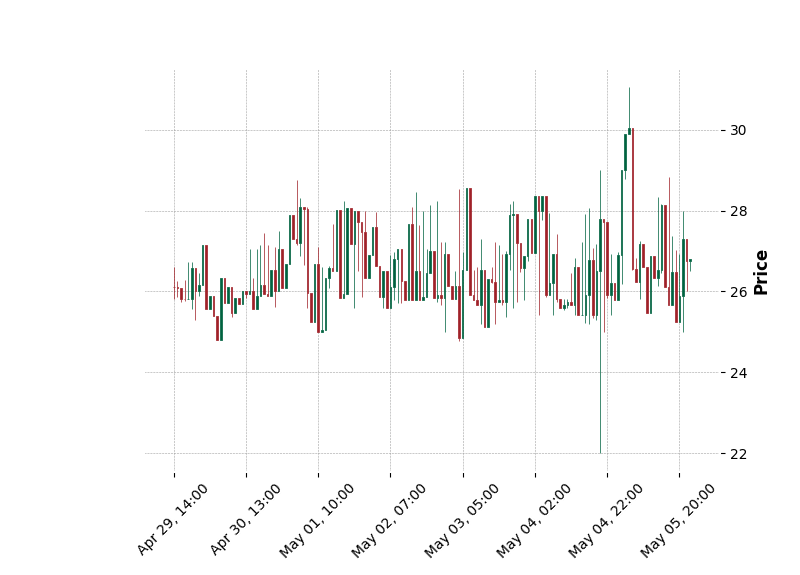 30
28
26
24
22
Price
Apr 29, 14:00
Apr 30, 13:00
May 01, 10:00
May 02, 07:00
May 03, 05:00
May 04, 02:00
May 04, 22:00
May 05, 20:00